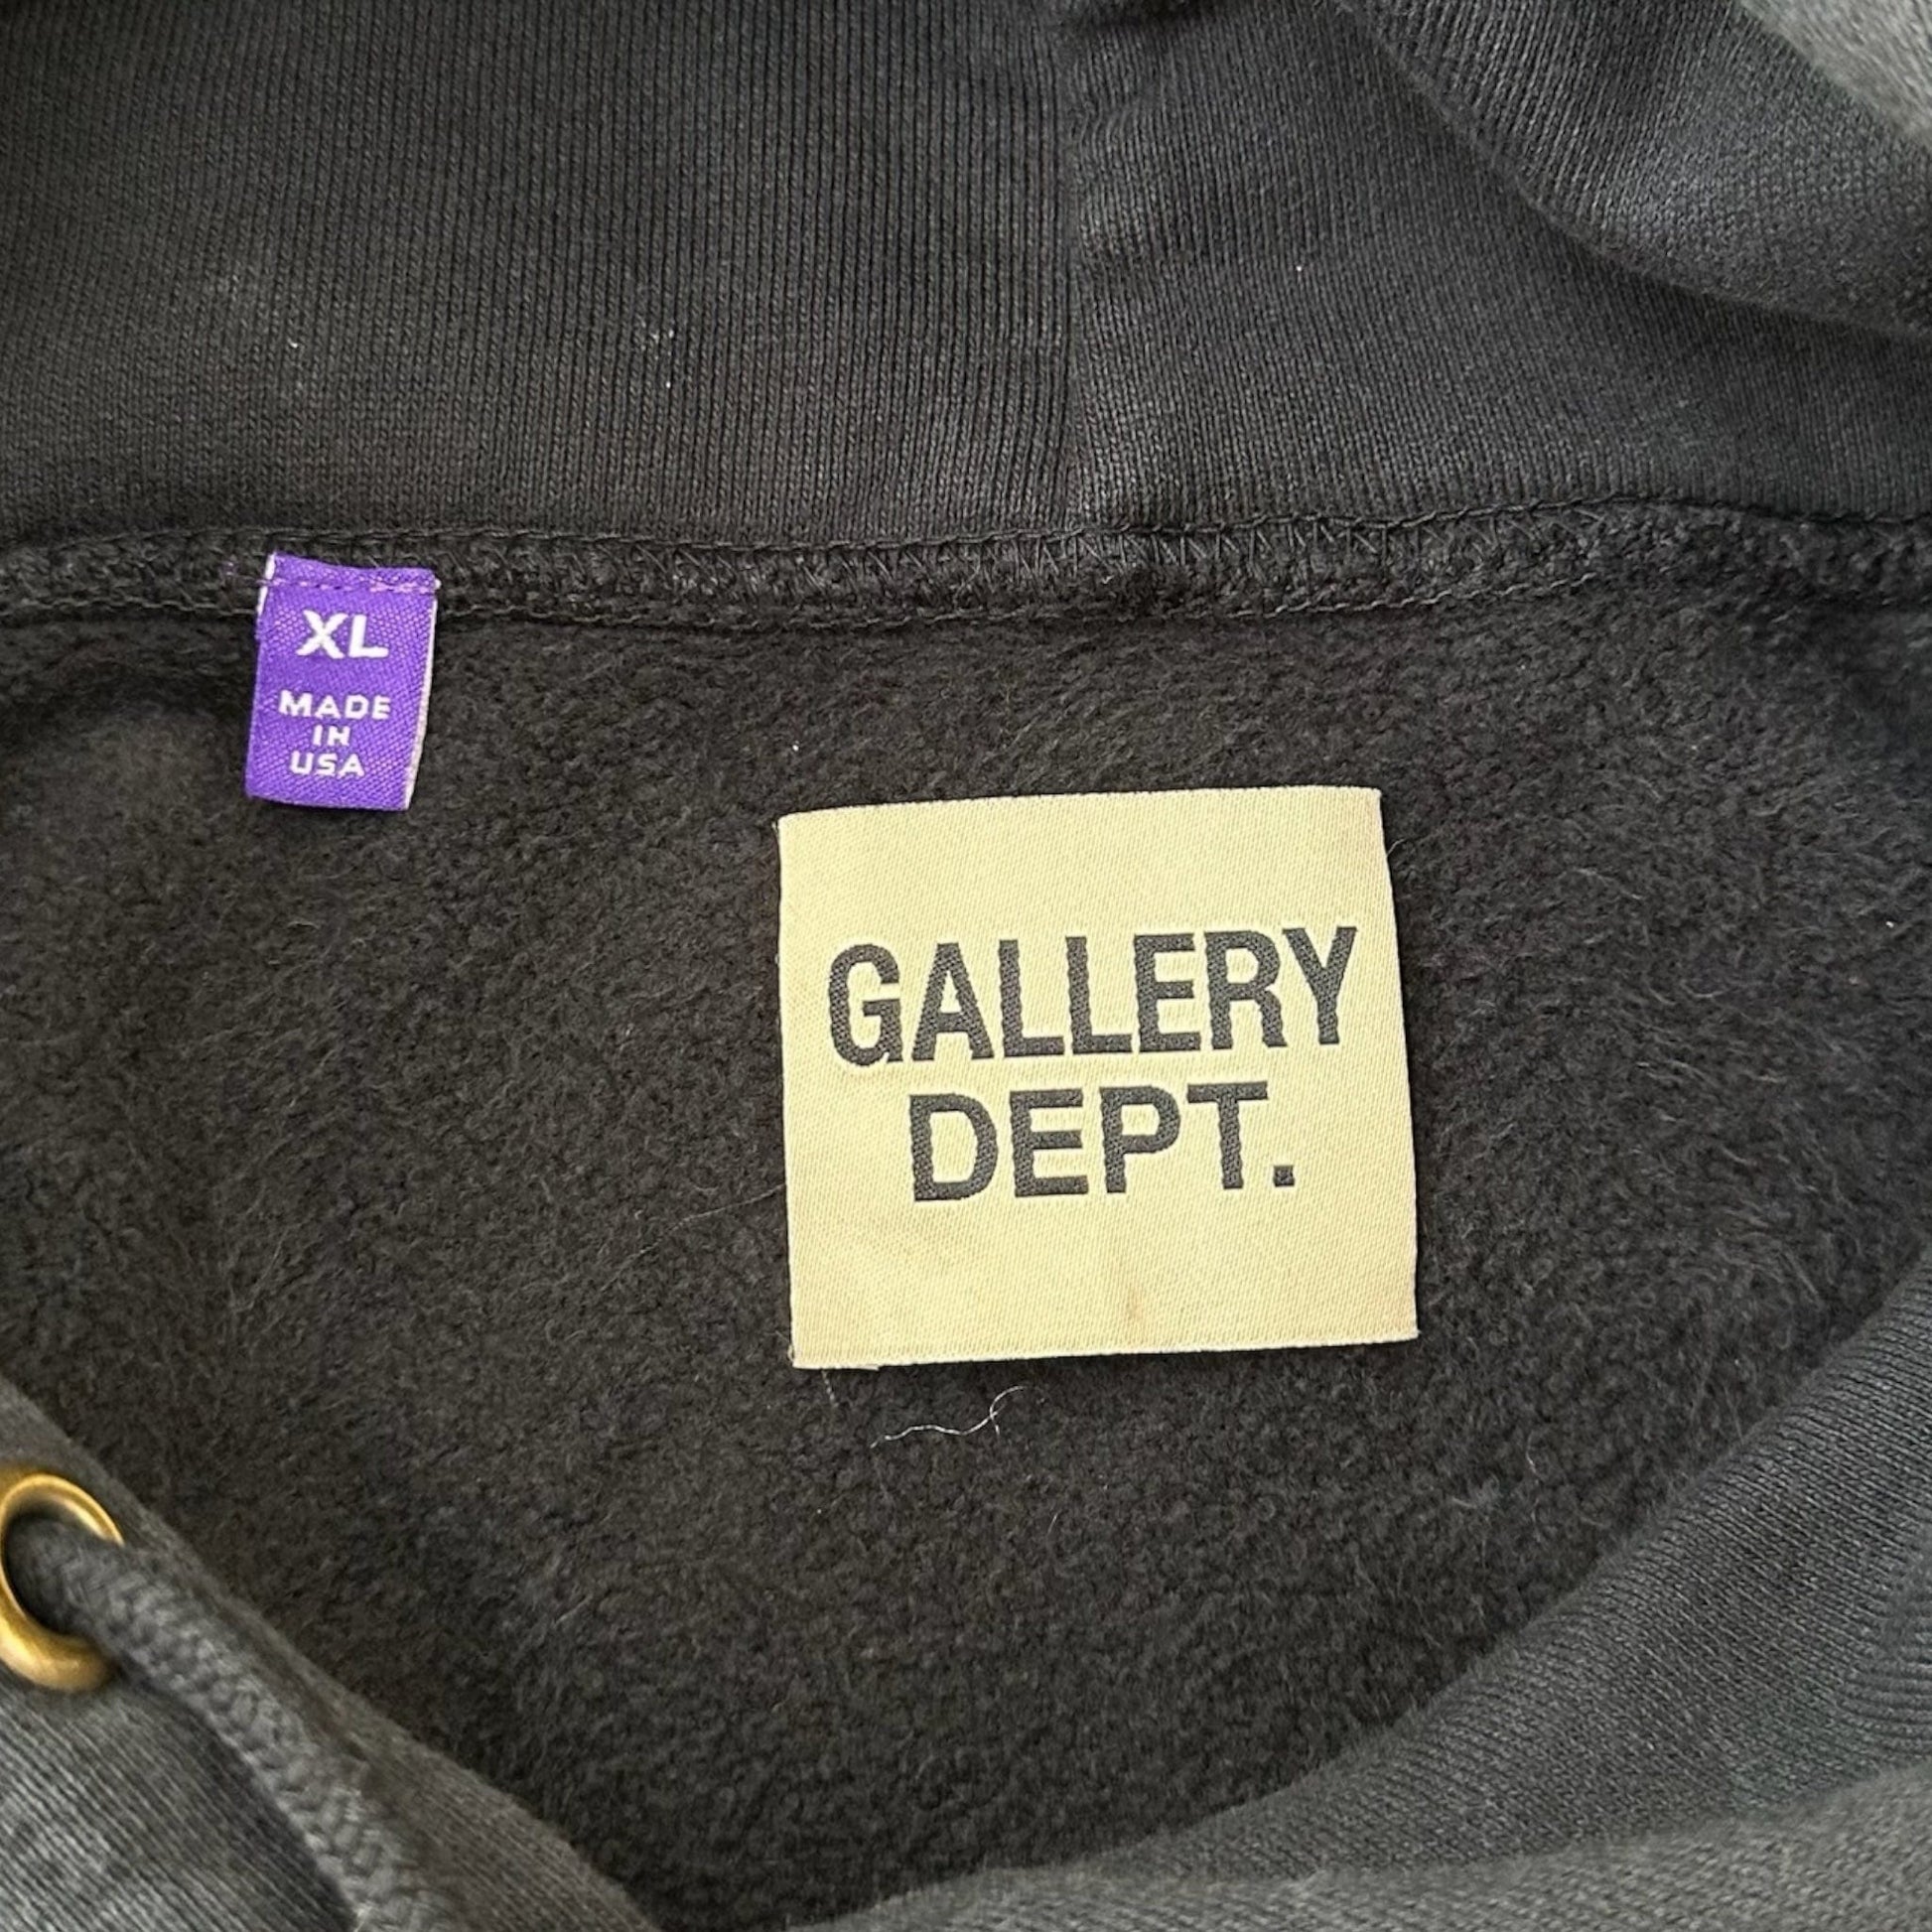 XL
MADE
IN
USA
GALLERY
DEPT.